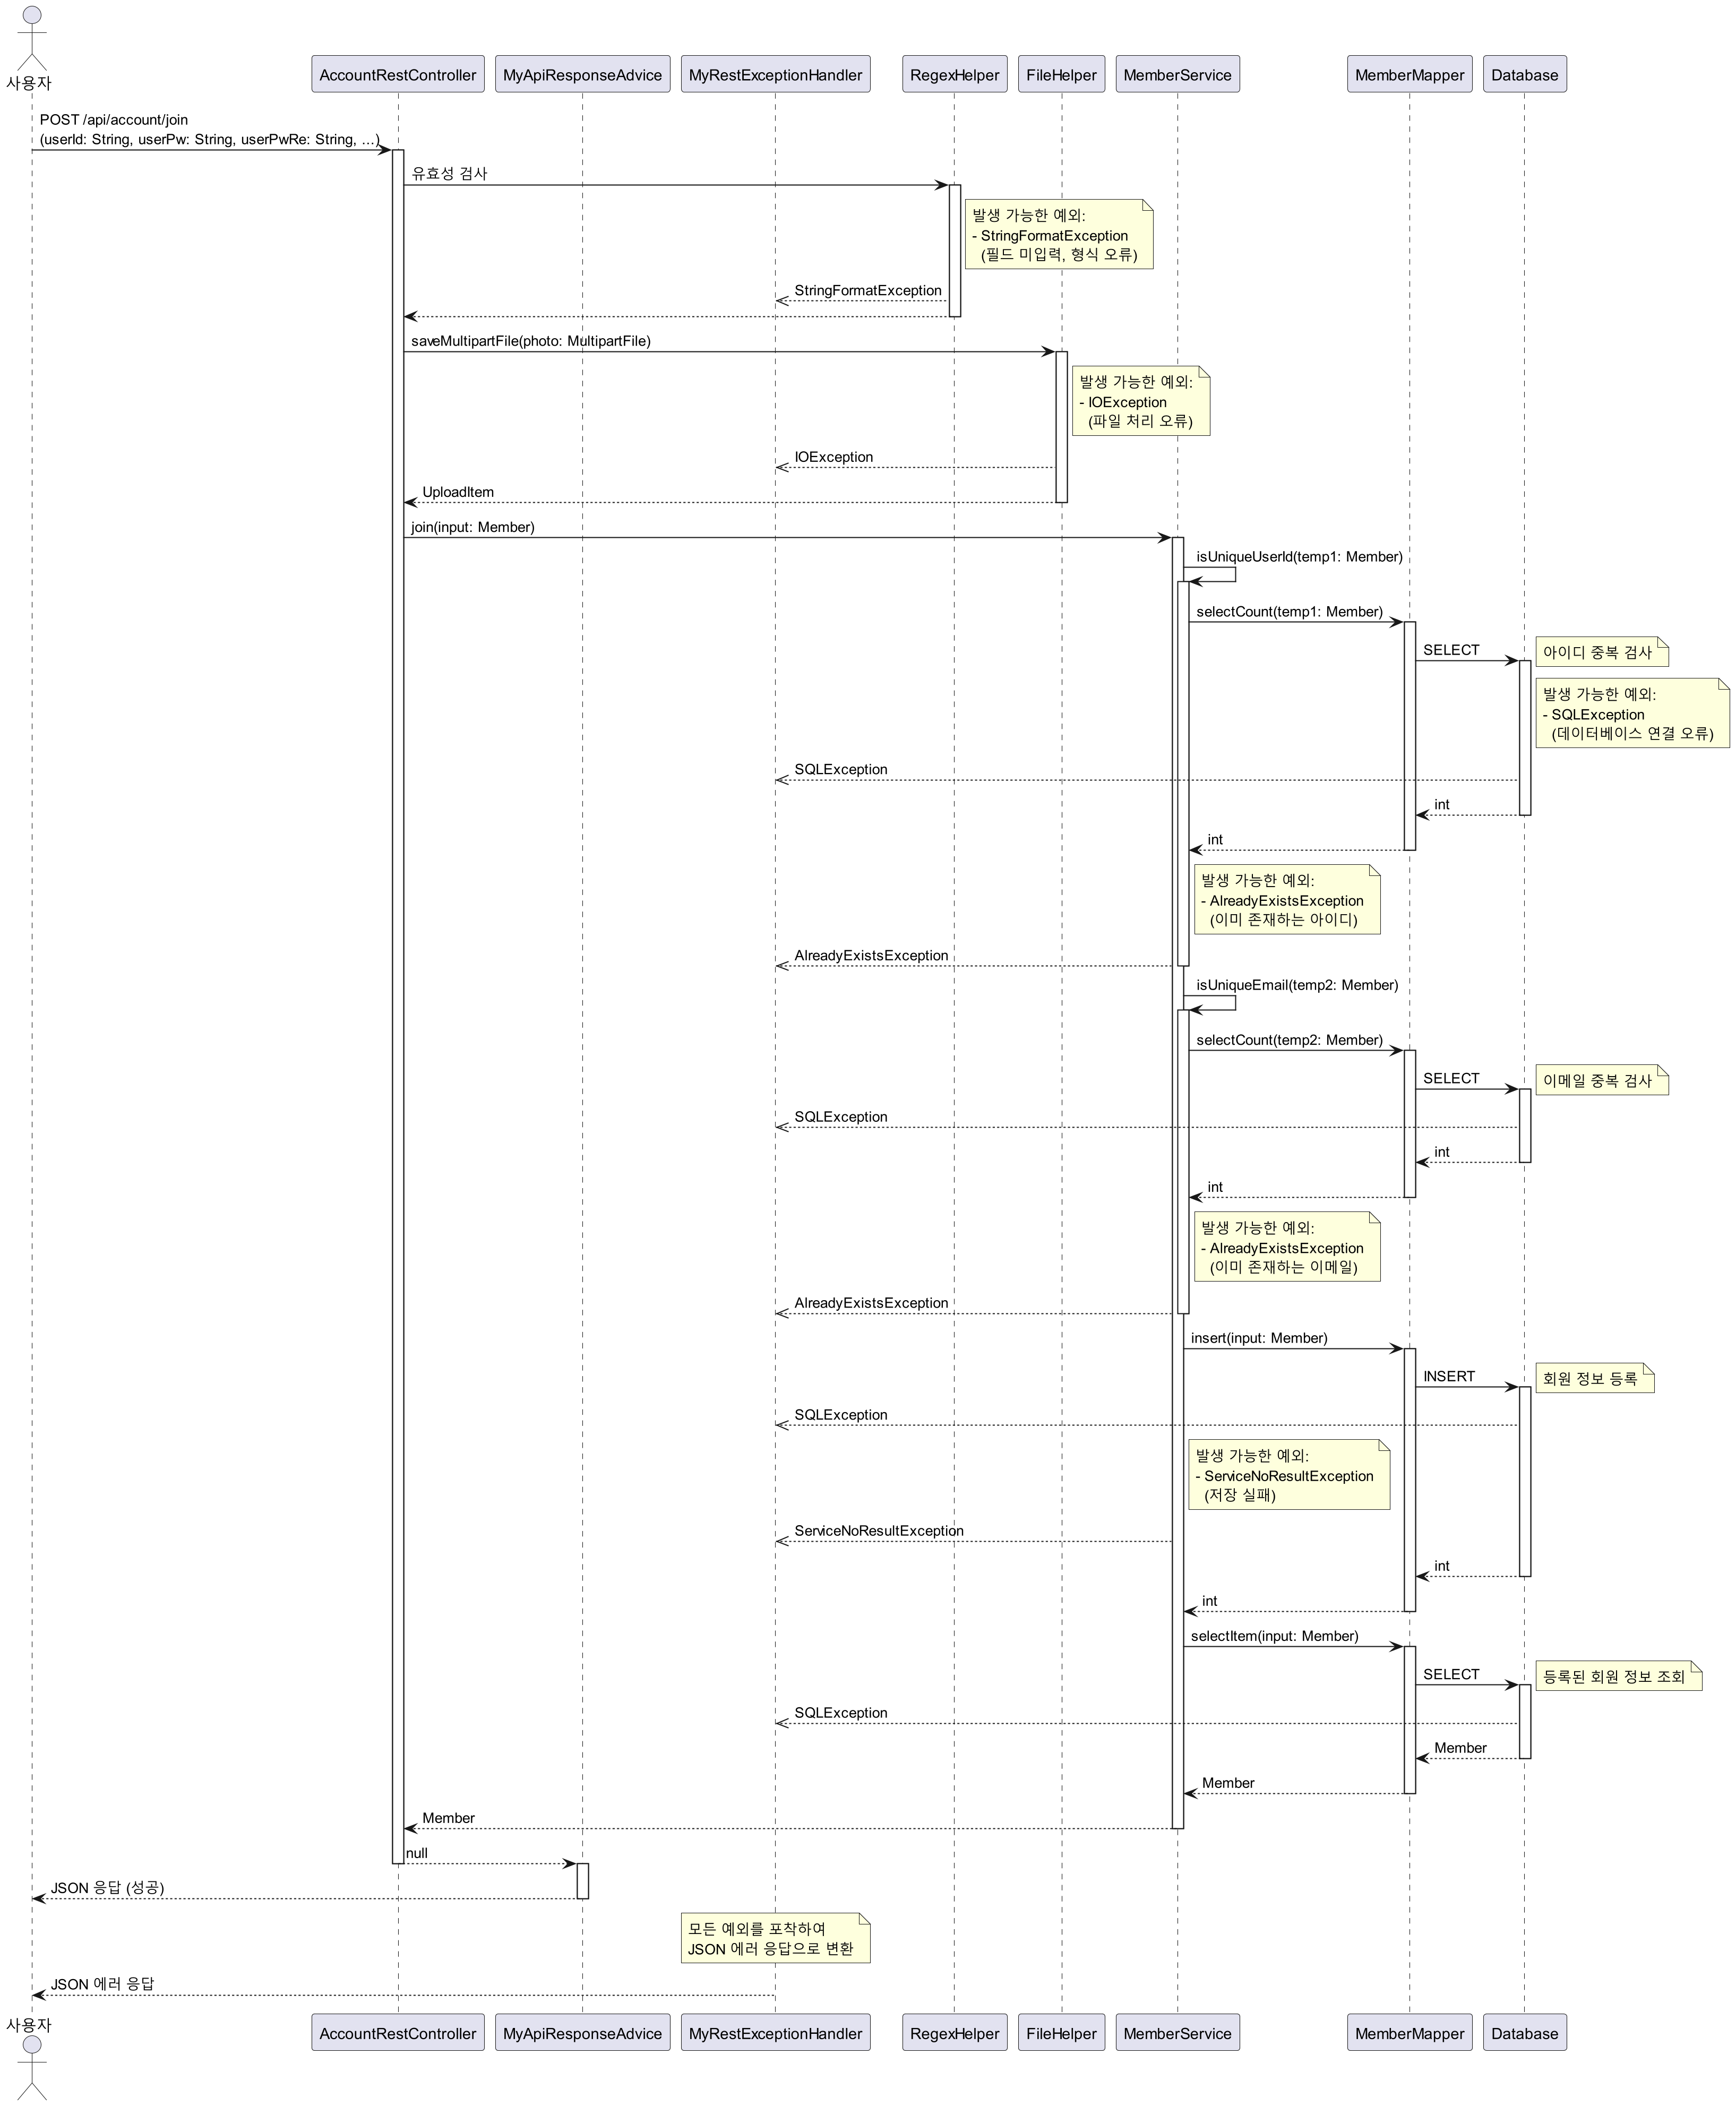 사용자
AccountRestController
MyApiResponseAdvice
MyRestExceptionHandler
RegexHelper
FileHelper
MemberService
MemberMapper
Database
POST /api/account/join
(userId: String, userPw: String, userPwRe: String, ...)
유효성 검사
발생 가능한 예외:
- StringFormatException
(필드 미입력, 형식 오류)
StringFormatException
saveMultipartFile(photo: MultipartFile)
발생 가능한 예외:
- IOException
(파일 처리 오류)
IOException
UploadItem
join(input: Member)
isUniqueUserId(temp1: Member)
selectCount(temp1: Member)
SELECT
아이디 중복 검사
발생 가능한 예외:
- SQLException
(데이터베이스 연결 오류)
SQLException
int
int
발생 가능한 예외:
- AlreadyExistsException
(이미 존재하는 아이디)
AlreadyExistsException
isUniqueEmail(temp2: Member)
selectCount(temp2: Member)
SELECT
이메일 중복 검사
SQLException
int
int
발생 가능한 예외:
- AlreadyExistsException
(이미 존재하는 이메일)
AlreadyExistsException
insert(input: Member)
INSERT
회원 정보 등록
SQLException
발생 가능한 예외:
- ServiceNoResultException
(저장 실패)
ServiceNoResultException
int
int
selectItem(input: Member)
SELECT
등록된 회원 정보 조회
SQLException
Member
Member
Member
null
JSON 응답 (성공)
모든 예외를 포착하여
JSON 에러 응답으로 변환
JSON 에러 응답
사용자
AccountRestController
MyApiResponseAdvice
MyRestExceptionHandler
RegexHelper
FileHelper
MemberService
MemberMapper
Database